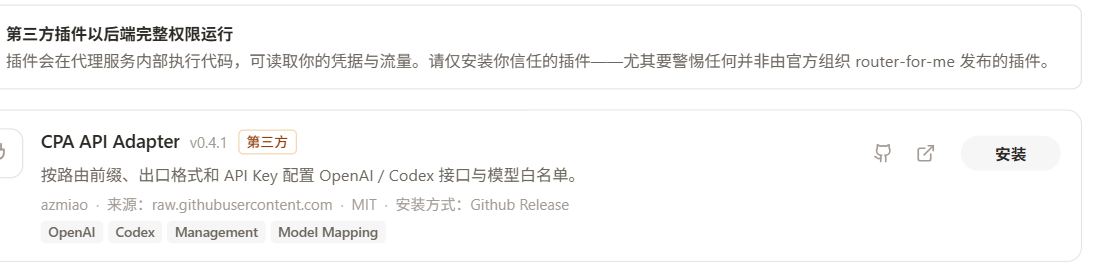 第三方插件以后端完整权限运行
插件会在代理服务内部执行代码，可读取你的凭据与流量。请仅安装你信任的插件——尤其要警惕任何并非由官方组织 router-for-me 发布的插件。
CPA API Adapter v0.4.1 第三方
安装
按路由前缀、出口格式和 API Key 配置 OpenAI / Codex 接口与模型白名单。
azmiao · 来源：raw.githubusercontent.com · MIT · 安装方式：Github Release
OpenAI Codex Management Model Mapping